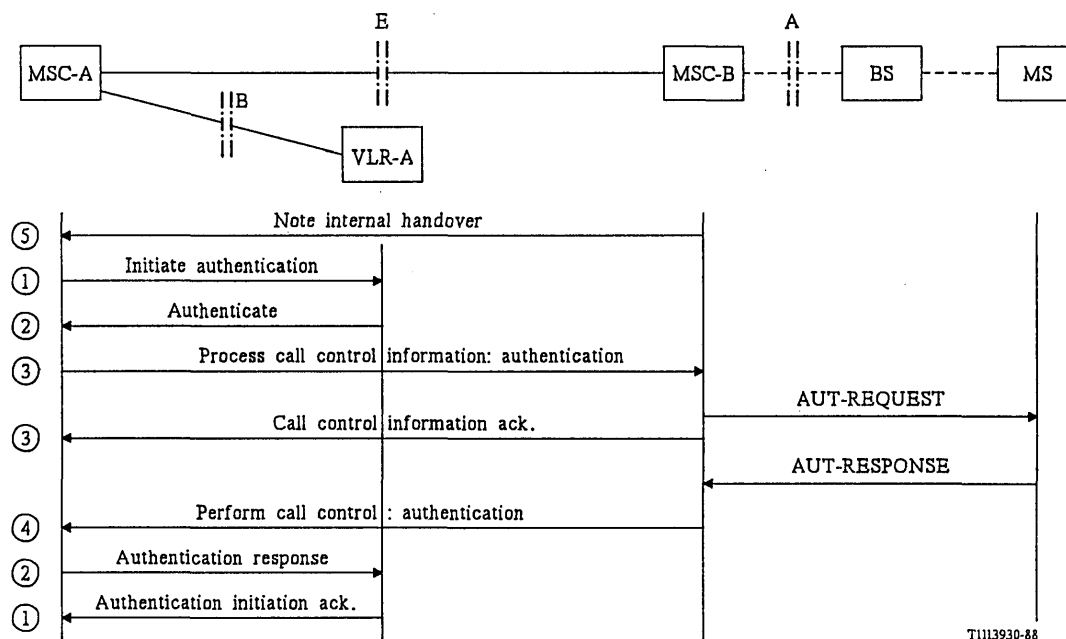 E
A
MSC-A
MSC-B
BS
MS
B
VLR-A
Note internal handover
5
Initiate authentication
1
Authenticate
2
Process call control information: authentication
3
AUT-REQUEST
Call control information ack.
3
AUT-RESPONSE
Perform call control : authentication
4
Authentication response
2
Authentication initiation ack.
1
T1113930-88